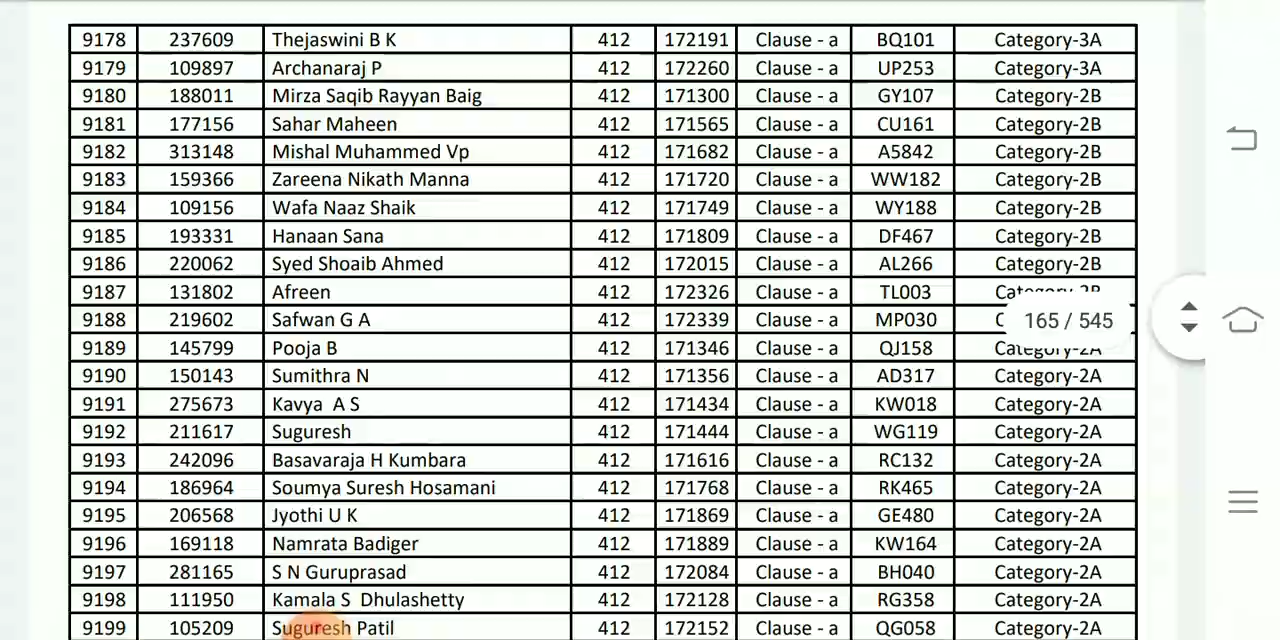 9178 237609 Thejaswini B K 412 172191 Clause - a BQ101 Category-3A
9179 109897 Archanaraj P 412 172260 Clause - a UP253 Category-3A
9180 188011 Mirza Saqib Rayyan Baig 412 171300 Clause - a GY107 Category-2B
9181 177156 Sahar Maheen 412 171565 Clause - a CU161 Category-2B
9182 313148 Mishal Muhammed Vp 412 171682 Clause - a A5842 Category-2B
9183 159366 Zareena Nikath Manna 412 171720 Clause - a WW182 Category-2B
9184 109156 Wafa Naaz Shaik 412 171749 Clause - a WY188 Category-2B
9185 193331 Hanaan Sana 412 171809 Clause - a DF467 Category-2B
9186 220062 Syed Shoaib Ahmed 412 172015 Clause - a AL266 Category-2B
9187 131802 Afreen 412 172326 Clause - a TL003 Category-2B
9188 219602 Safwan G A 412 172339 Clause - a MP030
165 / 545
9189 145799 Pooja B 412 171346 Clause - a QJ158 Category-2A
9190 150143 Sumithra N 412 171356 Clause - a AD317 Category-2A
9191 275673 Kavya A S 412 171434 Clause - a KW018 Category-2A
9192 211617 Suguresh 412 171444 Clause - a WG119 Category-2A
9193 242096 Basavaraja H Kumbara 412 171616 Clause - a RC132 Category-2A
9194 186964 Soumya Suresh Hosamani 412 171768 Clause - a RK465 Category-2A
9195 206568 Jyothi U K 412 171869 Clause - a GE480 Category-2A
9196 169118 Namrata Badiger 412 171889 Clause - a KW164 Category-2A
9197 281165 S N Guruprasad 412 172084 Clause - a BH040 Category-2A
9198 111950 Kamala S Dhulashetty 412 172128 Clause - a RG358 Category-2A
9199 105209 Suguresh Patil 412 172152 Clause - a QG058 Category-2A